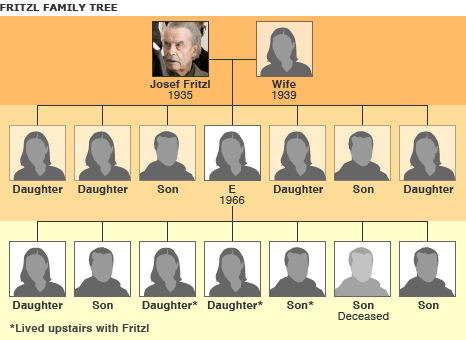 FRITZL FAMILY TREE
Josef Fritzl Wife
1935 1939
Daughter Daughter Son E Daughter Son Daughter
1966
Daughter Son Daughter* Daughter* Son* Son Son
Deceased
*Lived upstairs with Fritzl